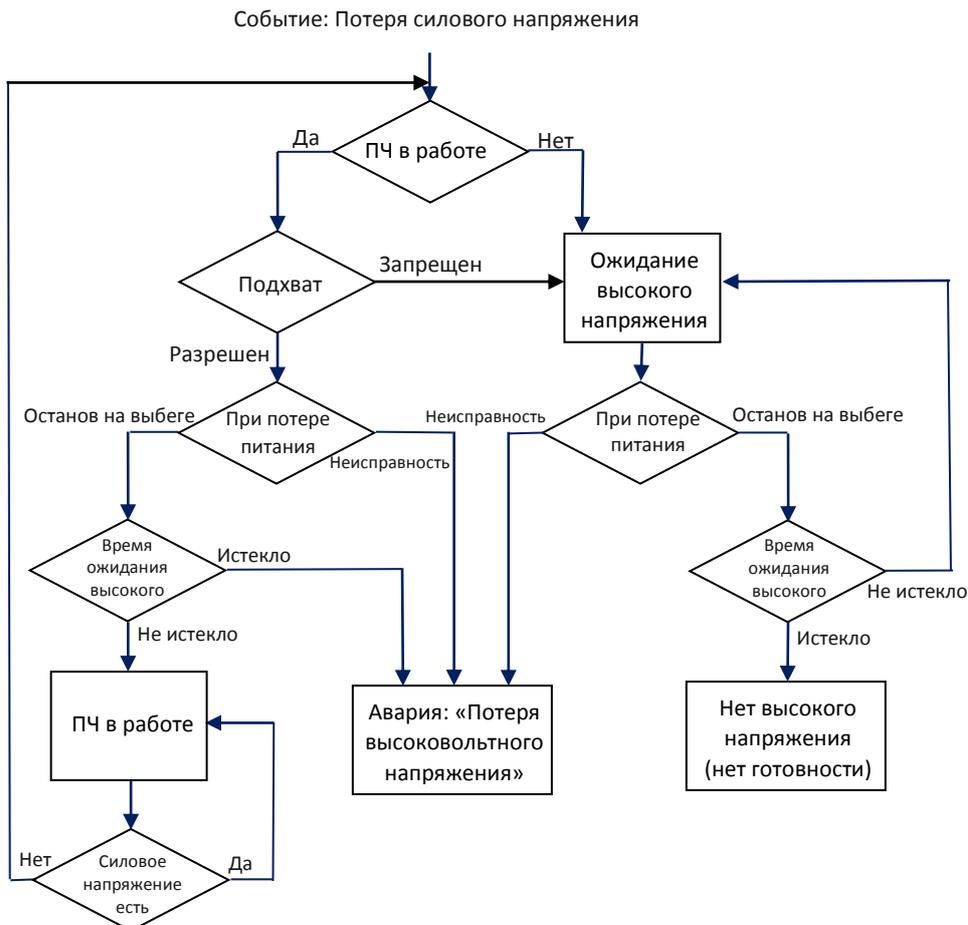 Событие: Потеря силового напряжения
Да
ПЧ в работе
Нет
Подхват
Запрещен
Ожидание
высокого
напряжения
Разрешен
Останов на выбеге
При потере
питания
Неисправность
Неисправность
При потере
питания
Останов на выбеге
Время
ожидания
высокого
Истекло
Не истекло
Время
ожидания
высокого
Не истекло
Истекло
ПЧ в работе
Авария: «Потеря
высоковольтного
напряжения»
Нет высокого
напряжения
(нет готовности)
Нет
Силовое
напряжение
есть
Да